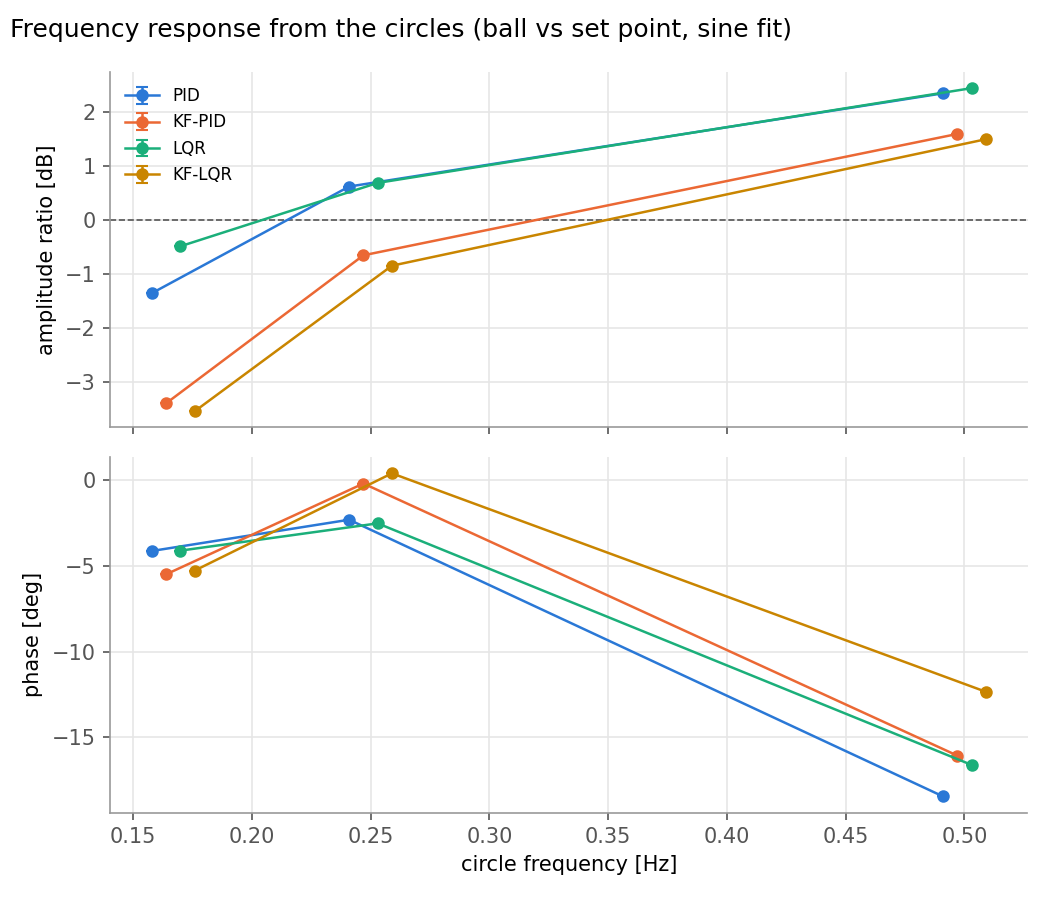 Frequency response from the circles (ball vs set point, sine fit)
amplitude ratio [dB]
2
1
0
−1
−2
−3
PID
KF-PID
LQR
KF-LQR
phase [deg]
0
−5
−10
−15
0.15 0.20 0.25 0.30 0.35 0.40 0.45 0.50
circle frequency [Hz]